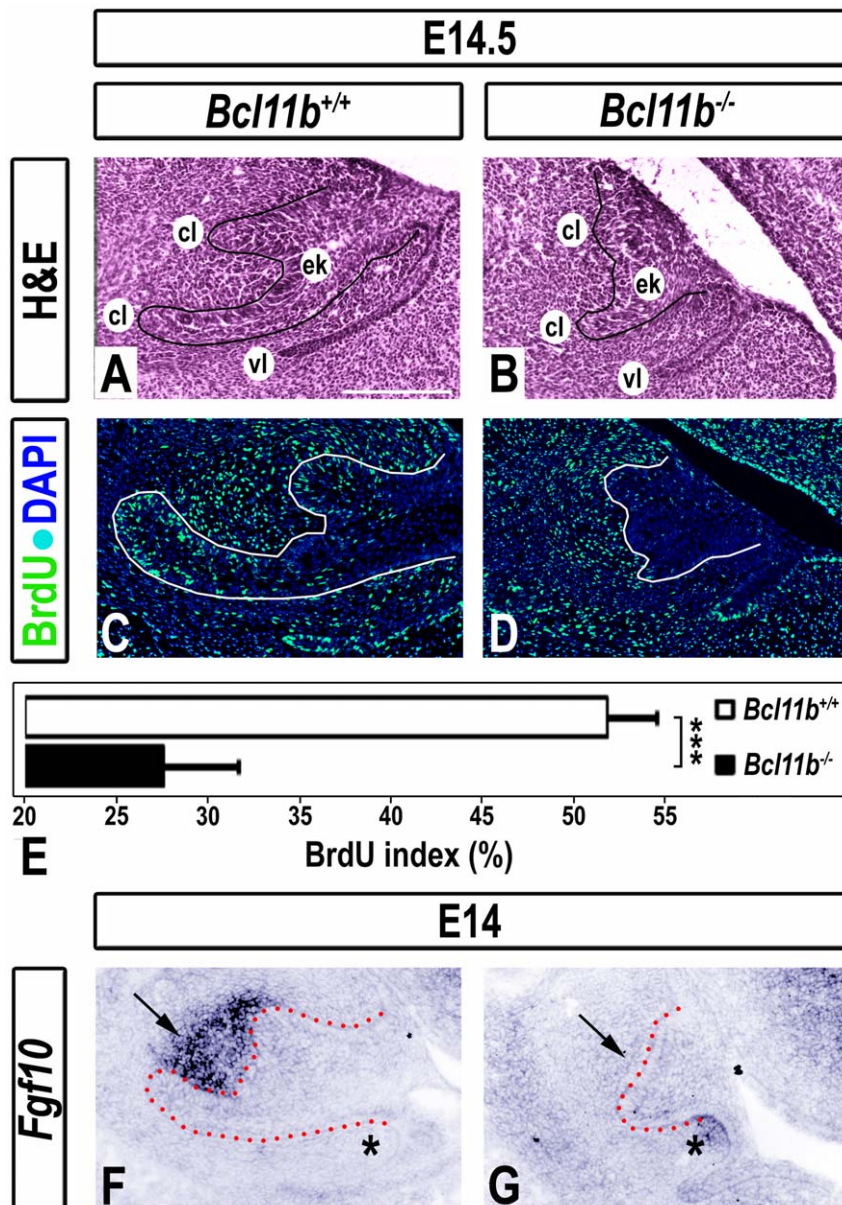 E14.5
Bcl11b+/+ Bcl11b-/-
H&E
cl
ek
cl
vl
A
cl
ek
cl
vl
B
BrdU●DAPI
C
D
Bcl11b+/+
***
Bcl11b-/-
20 25 30 35 40 45 50 55
E
BrdU index (%)
E14
Fgf10
*
F
*
G